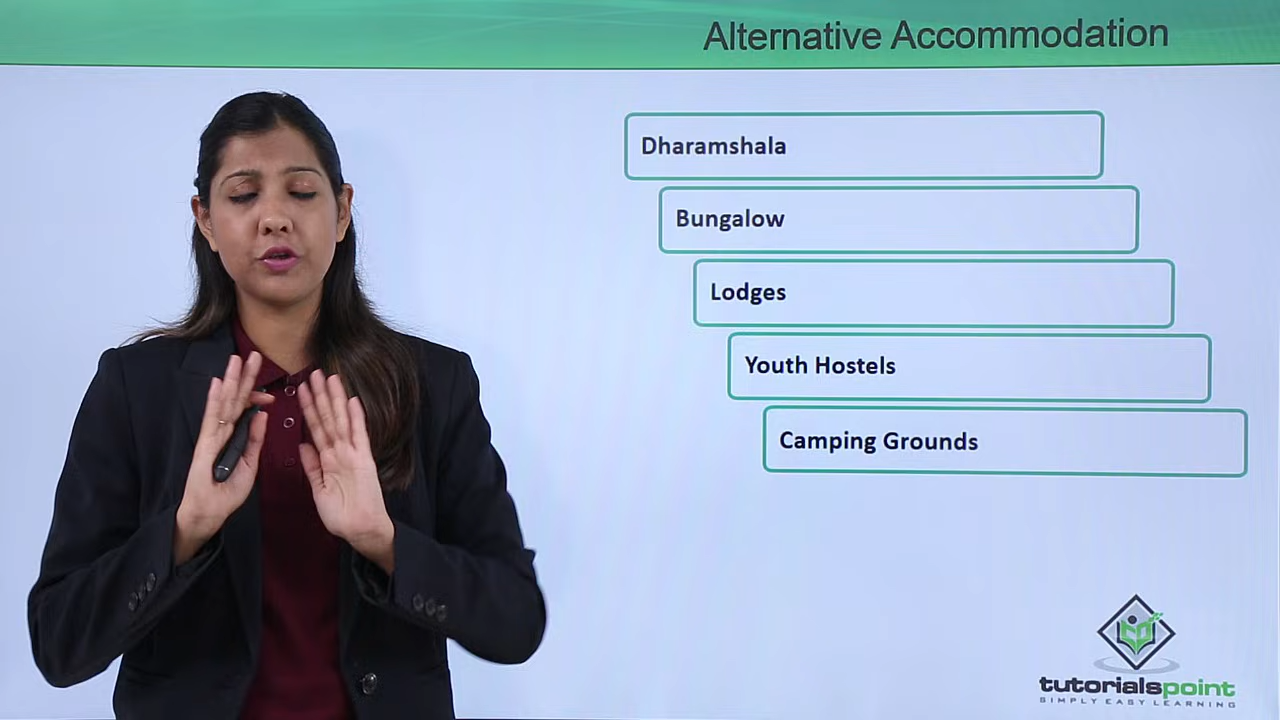 Alternative Accommodation
Dharamshala
Bungalow
Lodges
Youth Hostels
Camping Grounds
tutorialspoint
SIMPLY EASY LEARNING